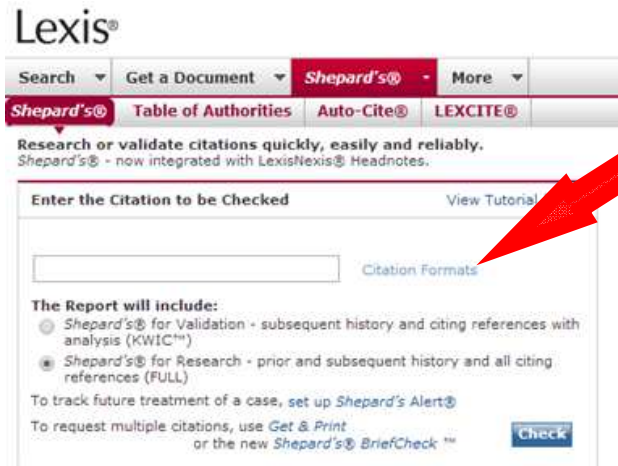 Lexis®
Search Get a Document Shepard's® - More
Shepard's® Table of Authorities Auto-Cite® LEXCITE®
Research or validate citations quickly, easily and reliably.
Shepard's® - now integrated with LexisNexis® Headnotes.
Enter the Citation to be Checked View Tutorial
Citation Formats
The Report will include:
Shepard's® for Validation - subsequent history and citing references with
analysis (KWIC™)
Shepard's® for Research - prior and subsequent history and all citing
references (FULL)
To track future treatment of a case, set up Shepard's Alert®
To request multiple citations, use Get & Print
or the new Shepard's® BriefCheck ™
Check